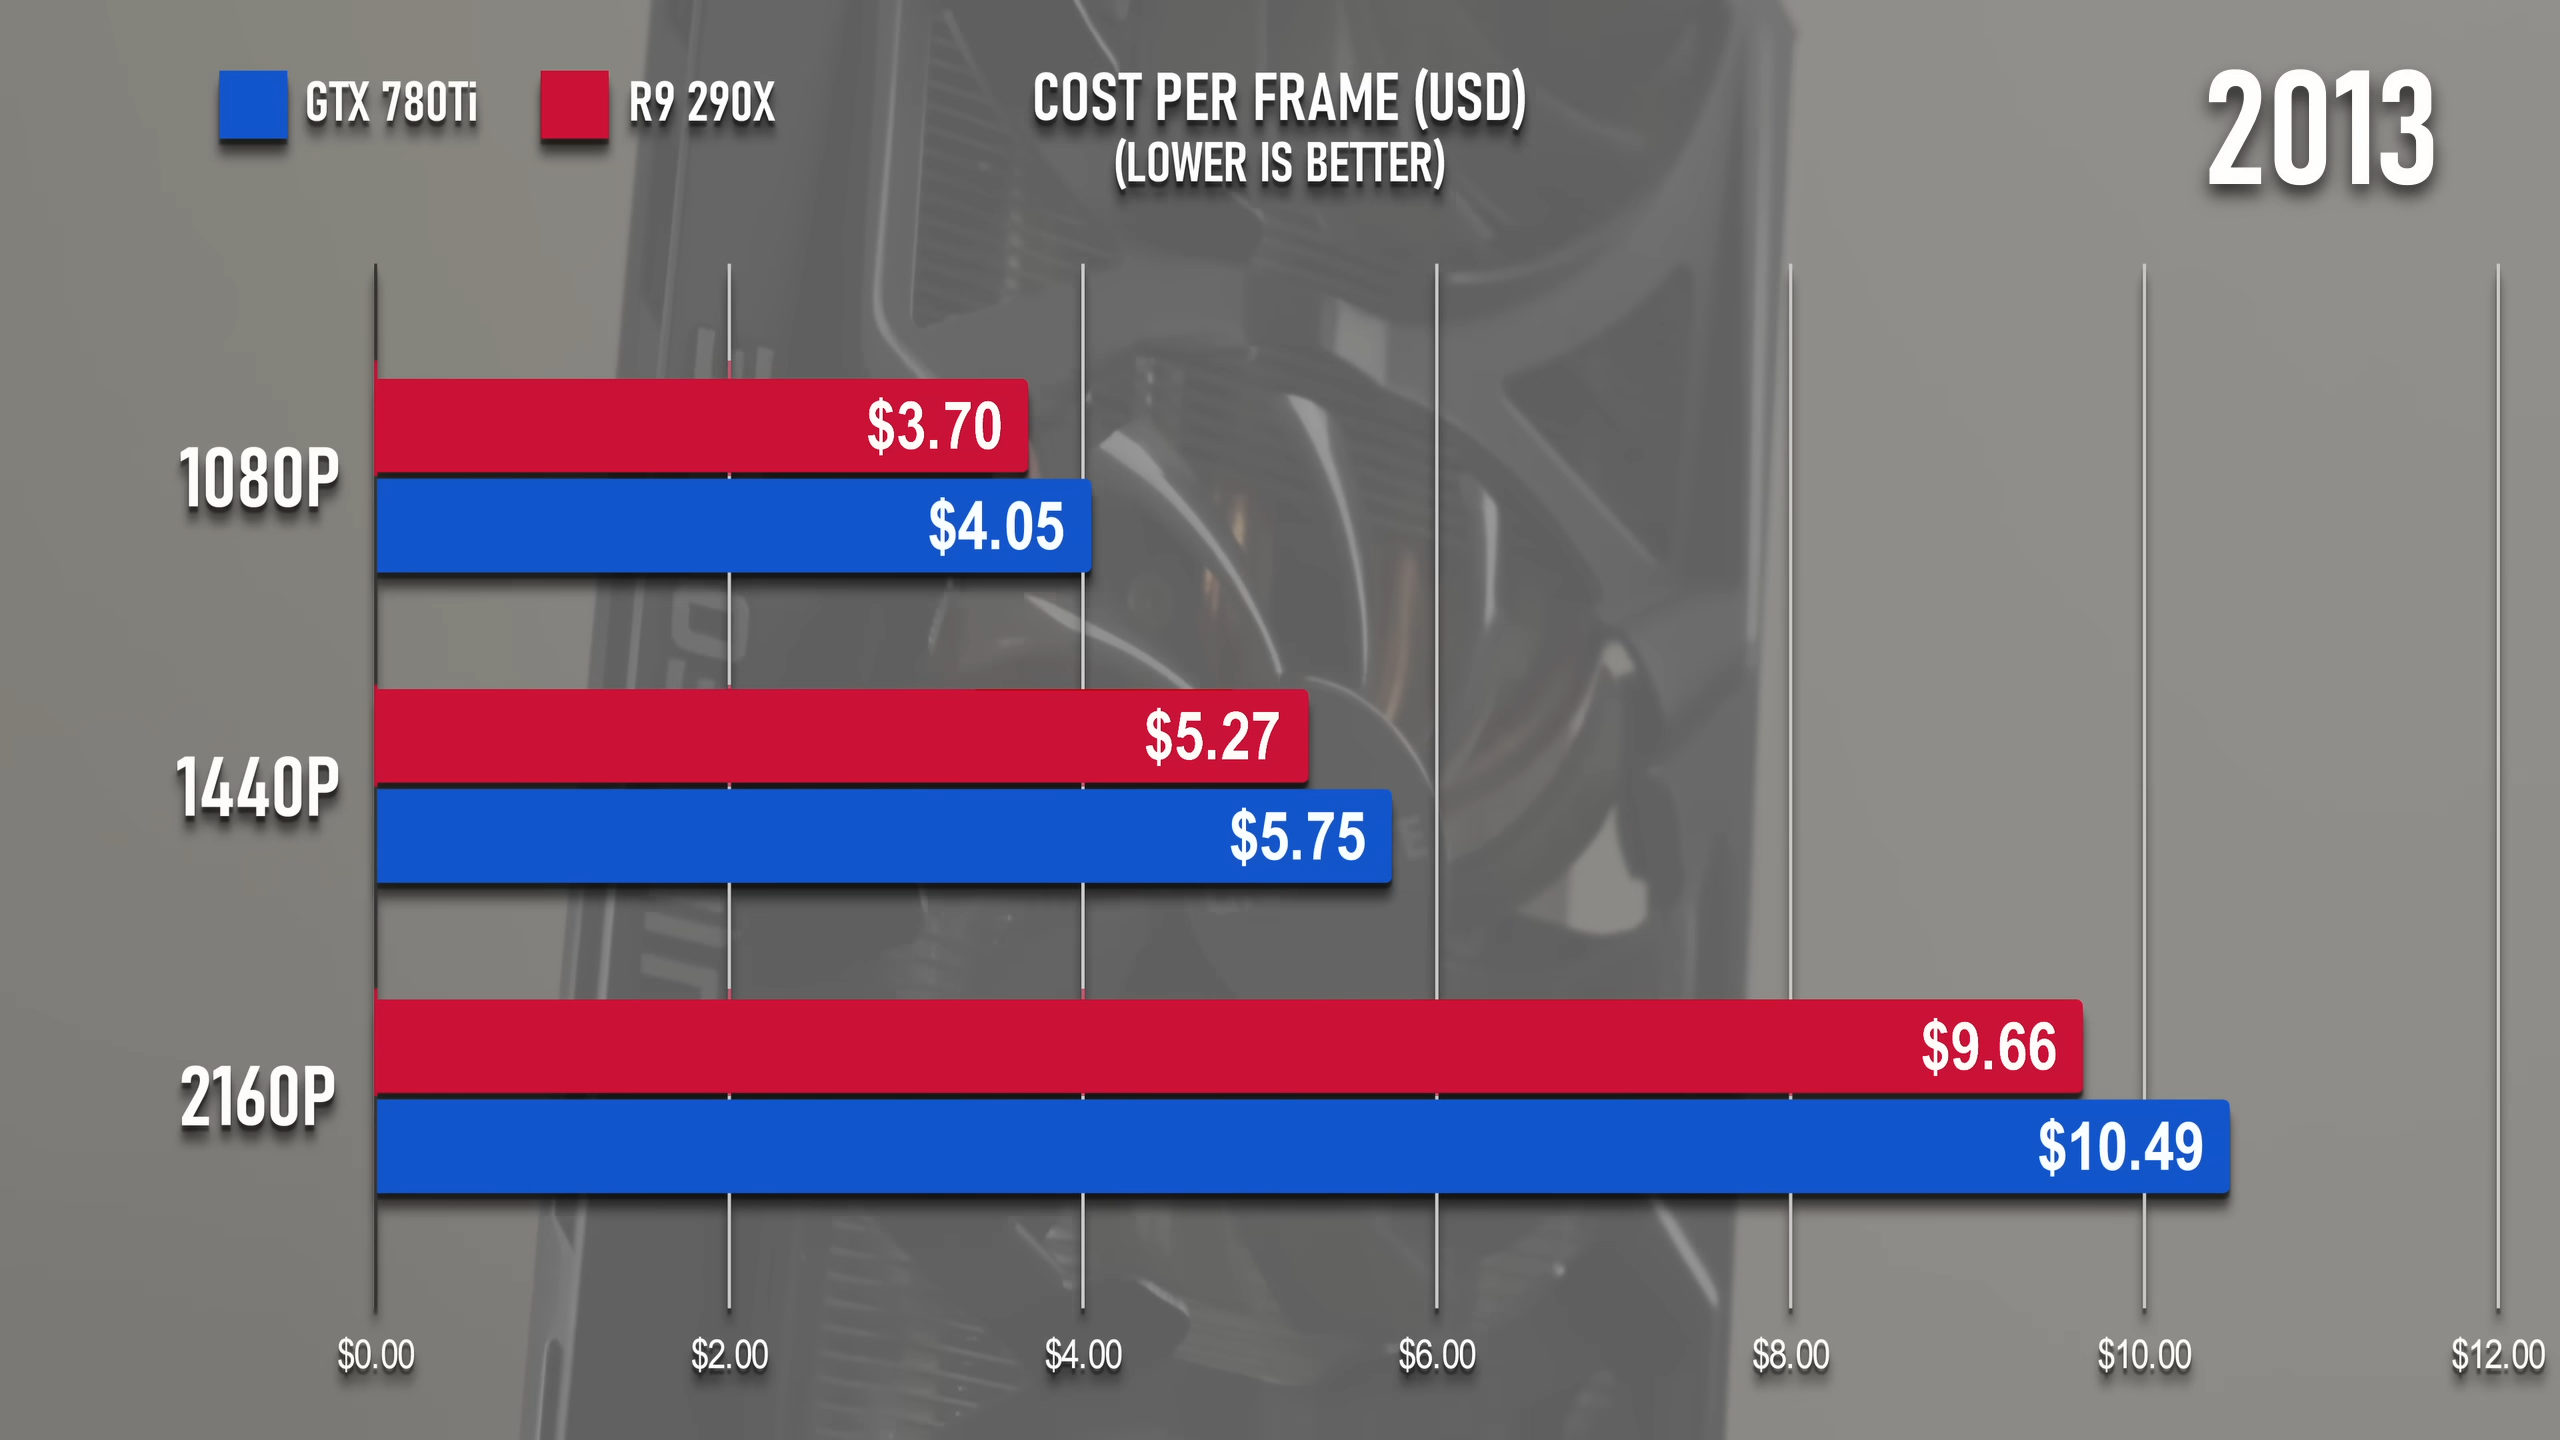 GTX 780Ti
R9 290X
COST PER FRAME (USD)
(LOWER IS BETTER)
2013
1080P
$3.70
$4.05
1440P
$5.27
$5.75
2160P
$9.66
$10.49
$0.00
$2.00
$4.00
$6.00
$8.00
$10.00
$12.00